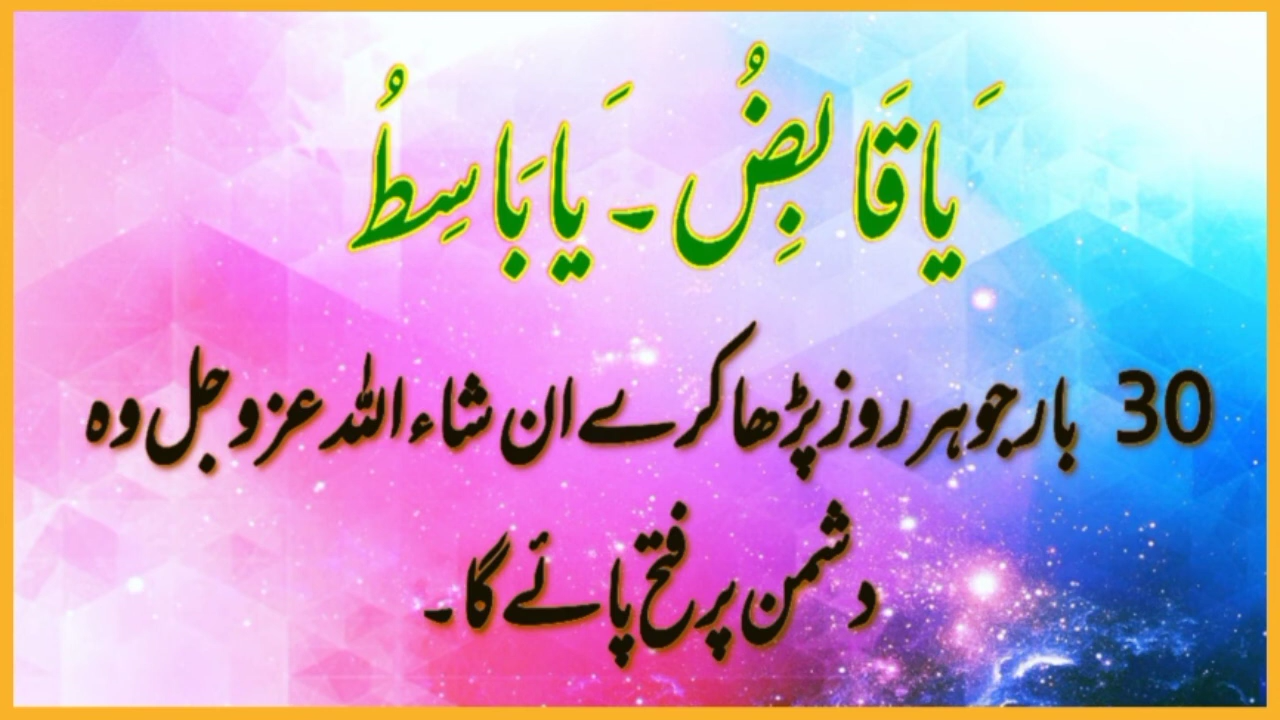 یَا قَابِضُ ۔ یَا بَاسِطُ
30 بار جو ہر روز پڑھا کرے ان شاء اللہ عزوجل وہ
دشمن پر فتح پائے گا۔